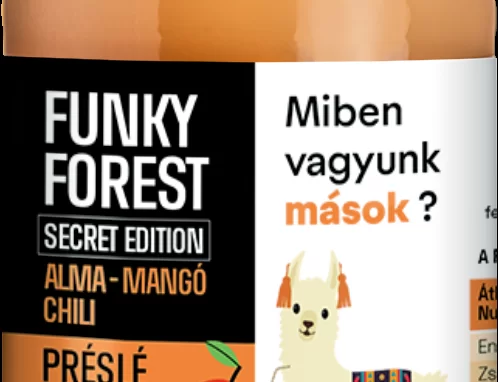 FUNKY
FOREST
SECRET EDITION
ALMA-MANGÓ
CHILI
PRÉSLÉ
Miben
vagyunk
mások?